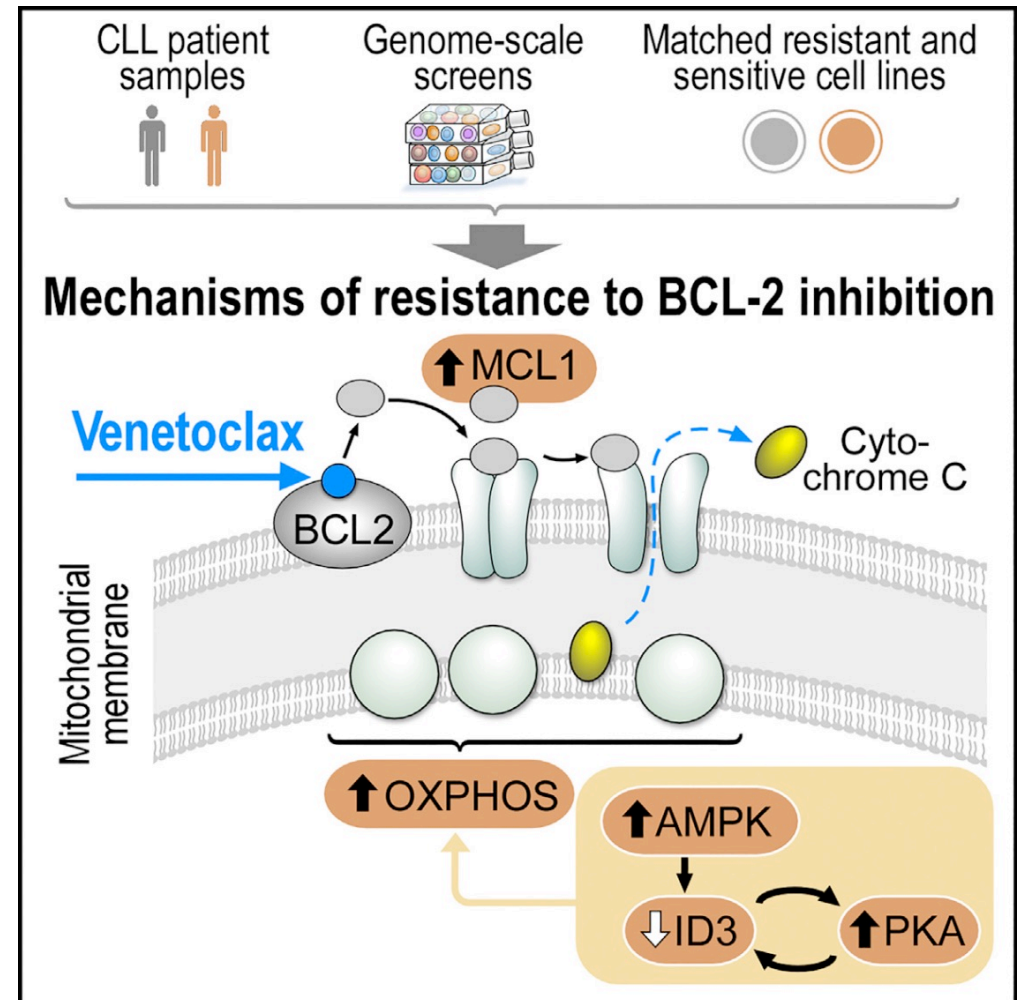 CLL patient
samples
Genome-scale
screens
Matched resistant and
sensitive cell lines
Mechanisms of resistance to BCL-2 inhibition
MCL1
Venetoclax
BCL2
Cyto-
chrome C
Mitochondrial
membrane
OXPHOS
AMPK
ID3
PKA